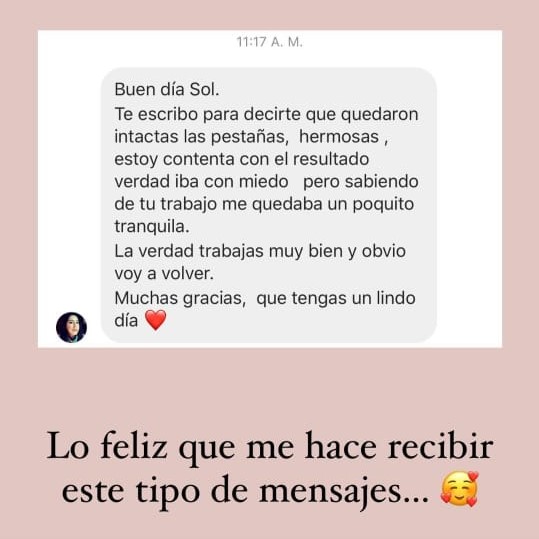 11:17 A. M.
Buen día Sol.
Te escribo para decirte que quedaron
intactas las pestañas,  hermosas ,
estoy contenta con el resultado
verdad iba con miedo   pero sabiendo
de tu trabajo me quedaba un poquito
tranquila.
La verdad trabajas muy bien y obvio
voy a volver.
Muchas gracias,  que tengas un lindo
día ❤️
Lo feliz que me hace recibir
este tipo de mensajes... 🥰